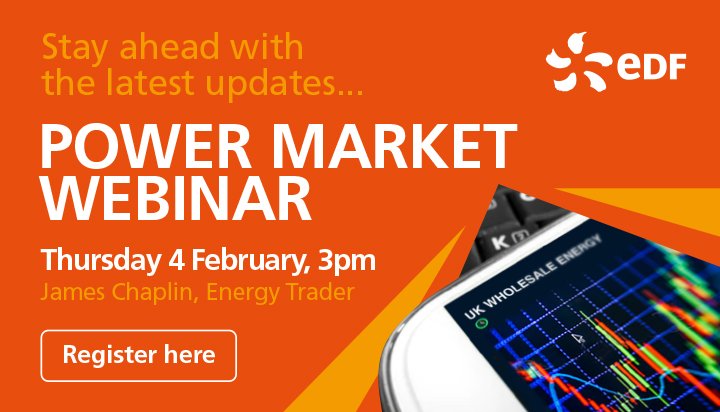 Stay ahead with
the latest updates...
eDF
POWER MARKET
WEBINAR
Thursday 4 February, 3pm
James Chaplin, Energy Trader
Register here
K
UK WHOLESALE ENERGY